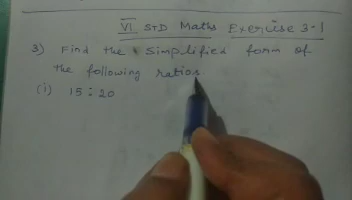 VI STD Maths Exercise 3-1
3) Find the simplified form of
the following ratios.
(i) 15 : 20